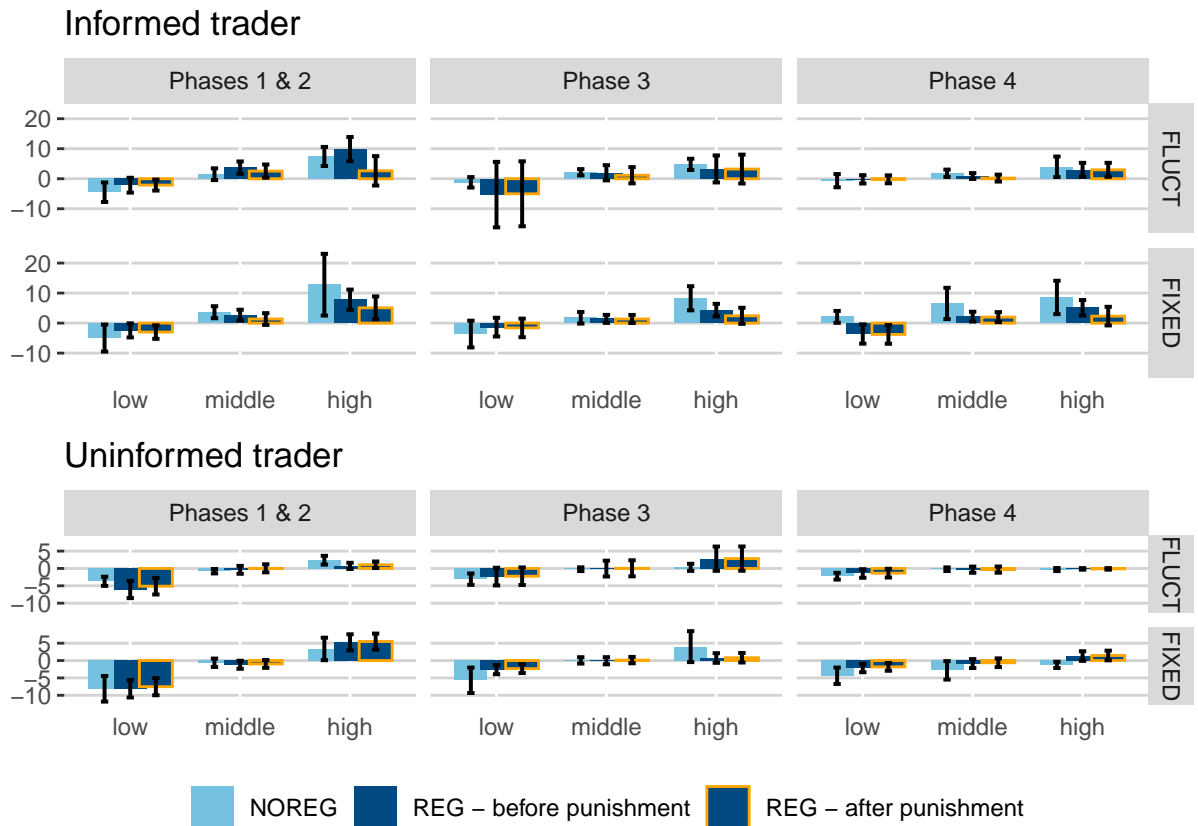 Informed trader
Phases 1 & 2
Phase 3
Phase 4
20
10
0
−10
FLUCT
20
10
0
−10
FIXED
low middle high low middle high low middle high
Uninformed trader
Phases 1 & 2
Phase 3
Phase 4
5
0
−5
−10
FLUCT
5
0
−5
−10
FIXED
low middle high low middle high low middle high
NOREG REG − before punishment REG − after punishment